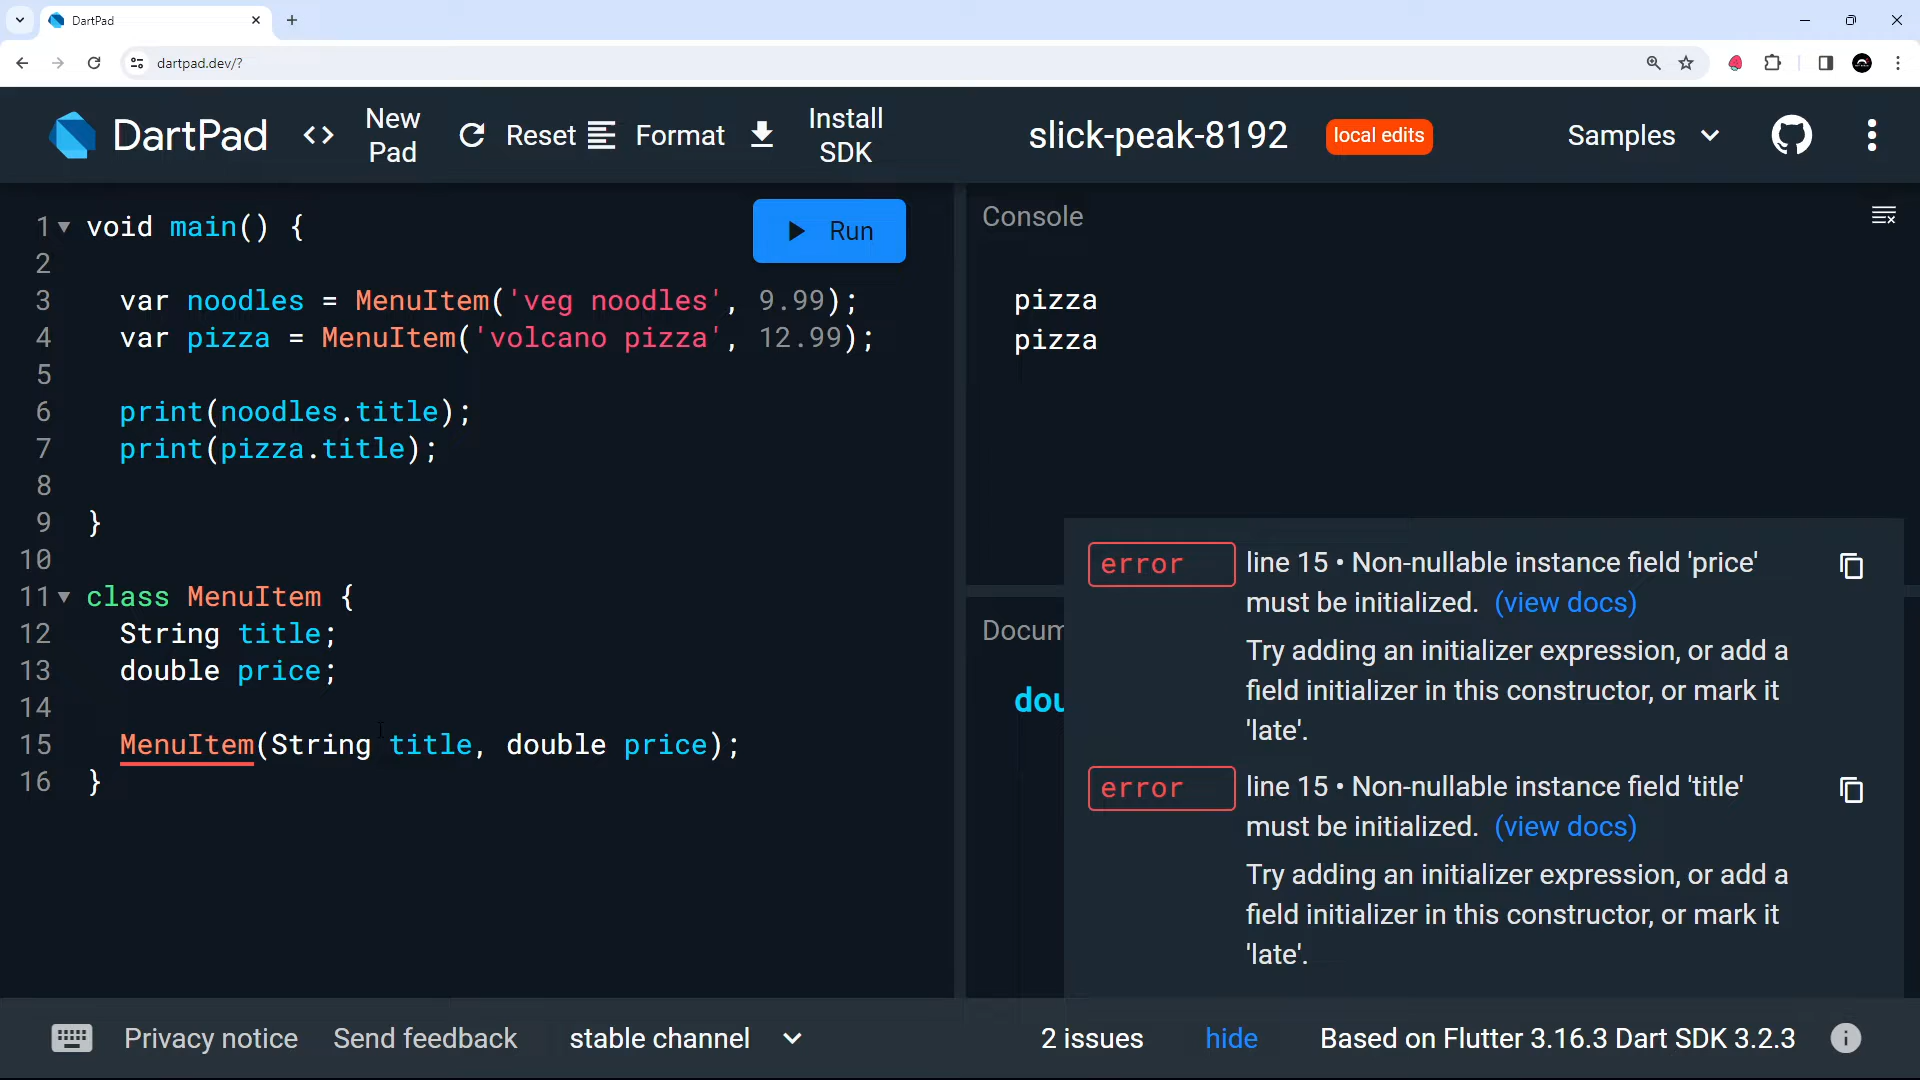 DartPad
dartpad.dev/?
DartPad
<> New Pad
Reset
Format
Install SDK
slick-peak-8192
local edits
Samples
1 void main() {
2
3   var noodles = MenuItem('veg noodles', 9.99);
4   var pizza = MenuItem('volcano pizza', 12.99);
5
6   print(noodles.title);
7   print(pizza.title);
8
9 }
10
11 class MenuItem {
12   String title;
13   double price;
14
15   MenuItem(String title, double price);
16 }
Run
Console
pizza
pizza
Docum
dou
error line 15 • Non-nullable instance field 'price'
must be initialized. (view docs)
Try adding an initializer expression, or add a
field initializer in this constructor, or mark it
'late'.
error line 15 • Non-nullable instance field 'title'
must be initialized. (view docs)
Try adding an initializer expression, or add a
field initializer in this constructor, or mark it
'late'.
Privacy notice
Send feedback
stable channel
2 issues
hide
Based on Flutter 3.16.3 Dart SDK 3.2.3